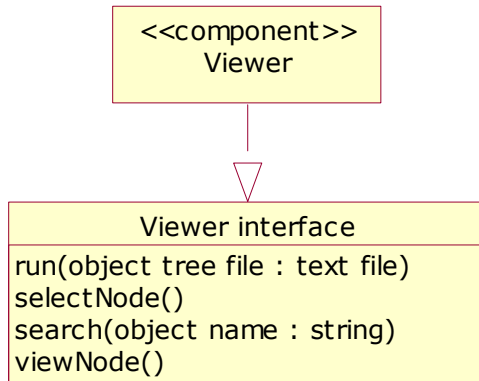 <<component>>
Viewer
Viewer interface
run(object tree file : text file)
selectNode()
search(object name : string)
viewNode()